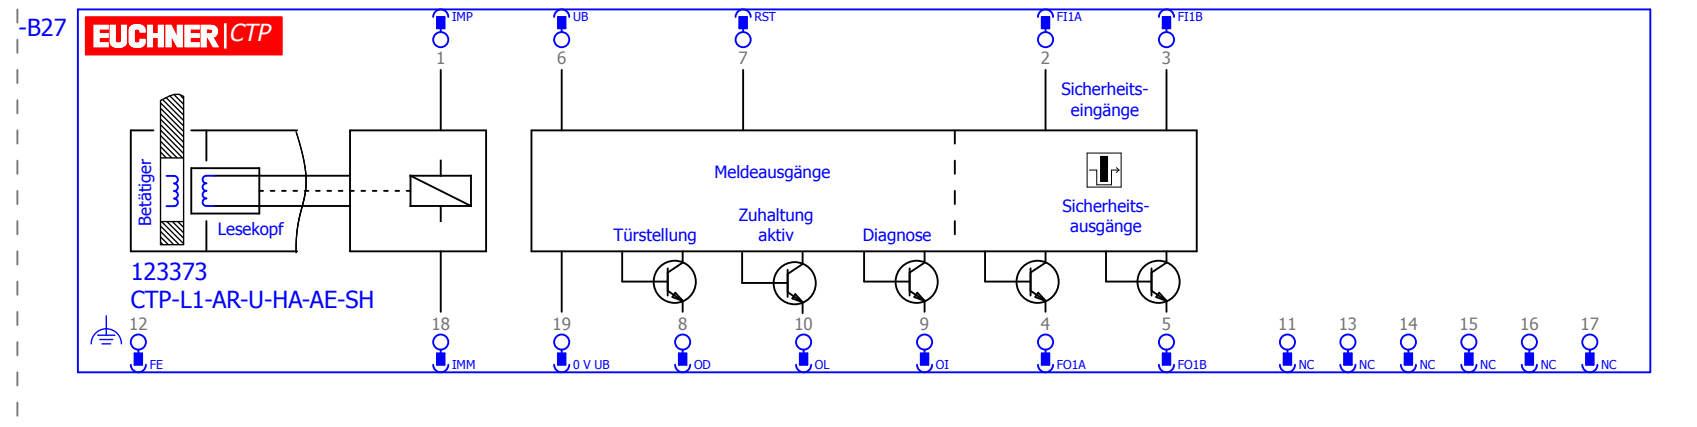 -B27
EUCHNER CTP
IMP
UB
RST
FI1A
FI1B
1
6
7
2
3
Sicherheits-
eingänge
Betätiger
Lesekopf
Meldeausgänge
Türstellung
Zuhaltung
aktiv
Diagnose
Sicherheits-
ausgänge
123373
CTP-L1-AR-U-HA-AE-SH
12
18
19
8
10
9
4
5
11
13
14
15
16
17
FE
IMM
0 V UB
OD
OL
OI
FO1A
FO1B
NC
NC
NC
NC
NC
NC